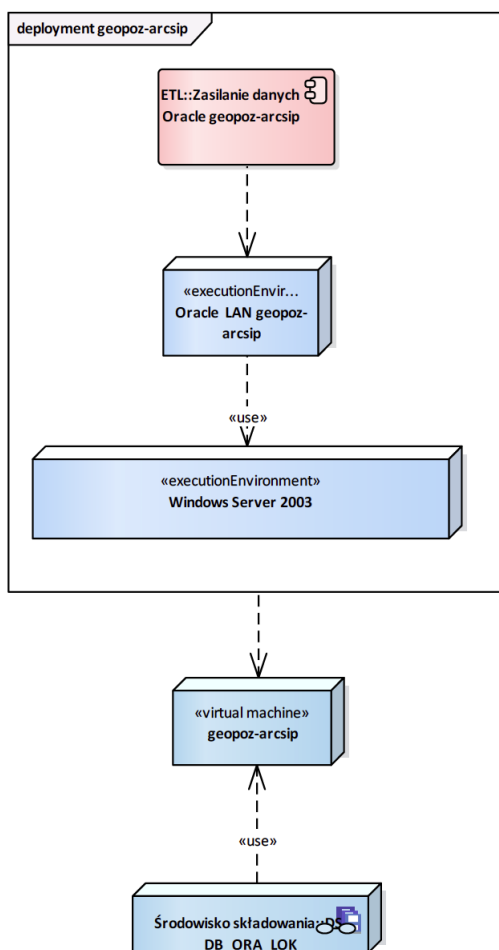 deployment geopoz-arcsip
ETL::Zasilanie danych
Oracle geopoz-arcsip
«executionEnvir...
Oracle LAN geopoz-
arcsip
«use»
«executionEnvironment»
Windows Server 2003
«virtual machine»
geopoz-arcsip
«use»
Środowisko składowania::DS
DB_ORA_LOK